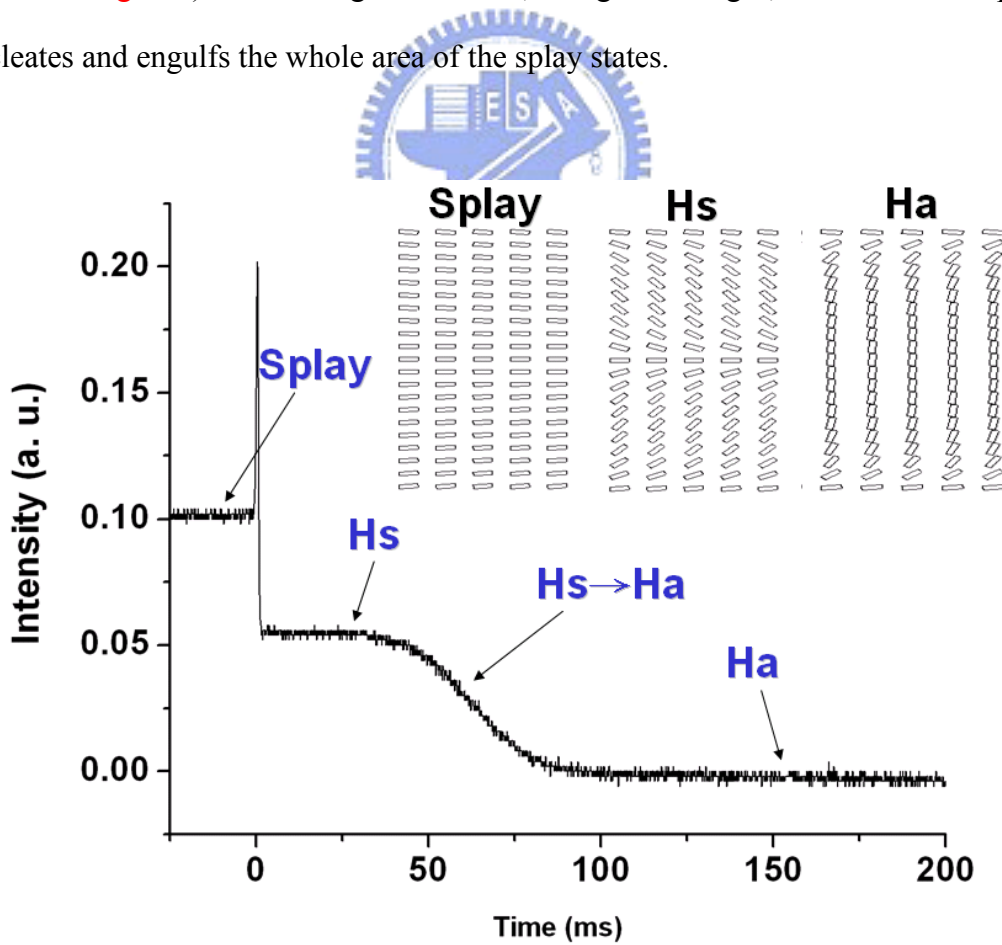 leates and engulfs the whole area of the splay states.
E S A
Splay Hs Ha
0.20
0.15
0.10
0.05
0.00
Splay
Hs
Hs→Ha
Ha
Intensity (a. u.)
0 50 100 150 200
Time (ms)